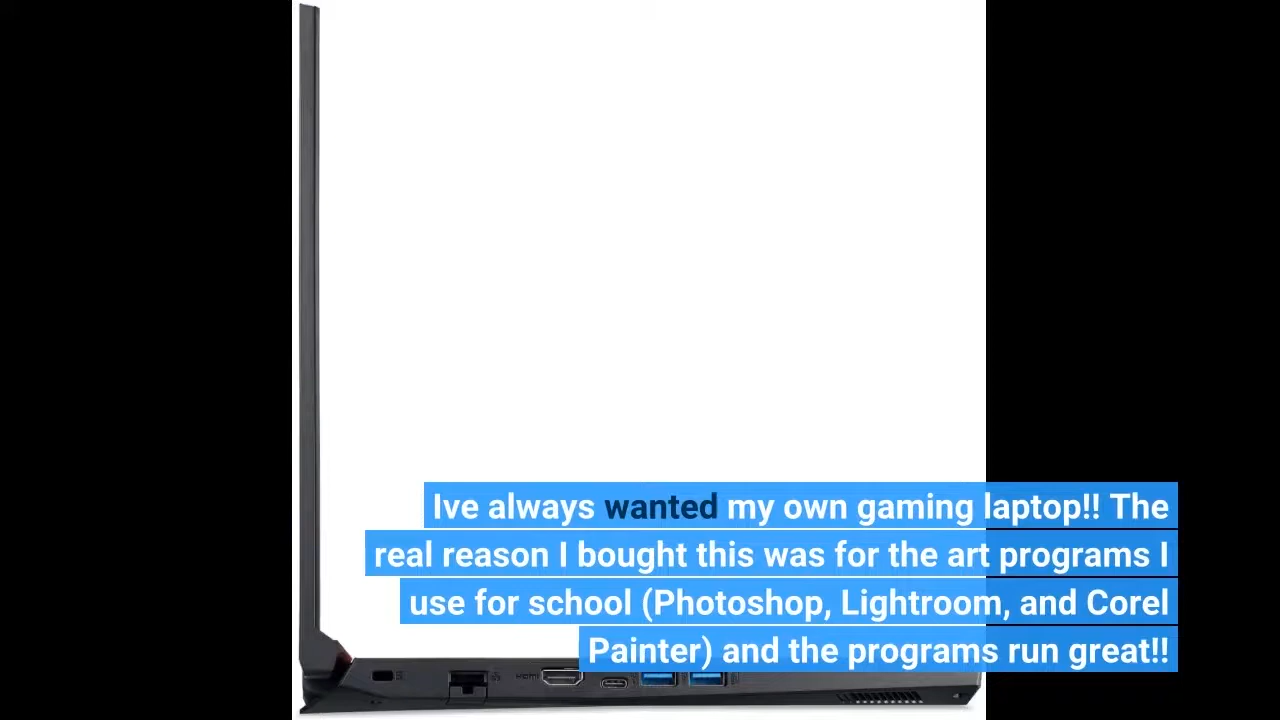 Ive always wanted my own gaming laptop!! The
real reason I bought this was for the art programs I
use for school (Photoshop, Lightroom, and Corel
Painter) and the programs run great!!
HDMI